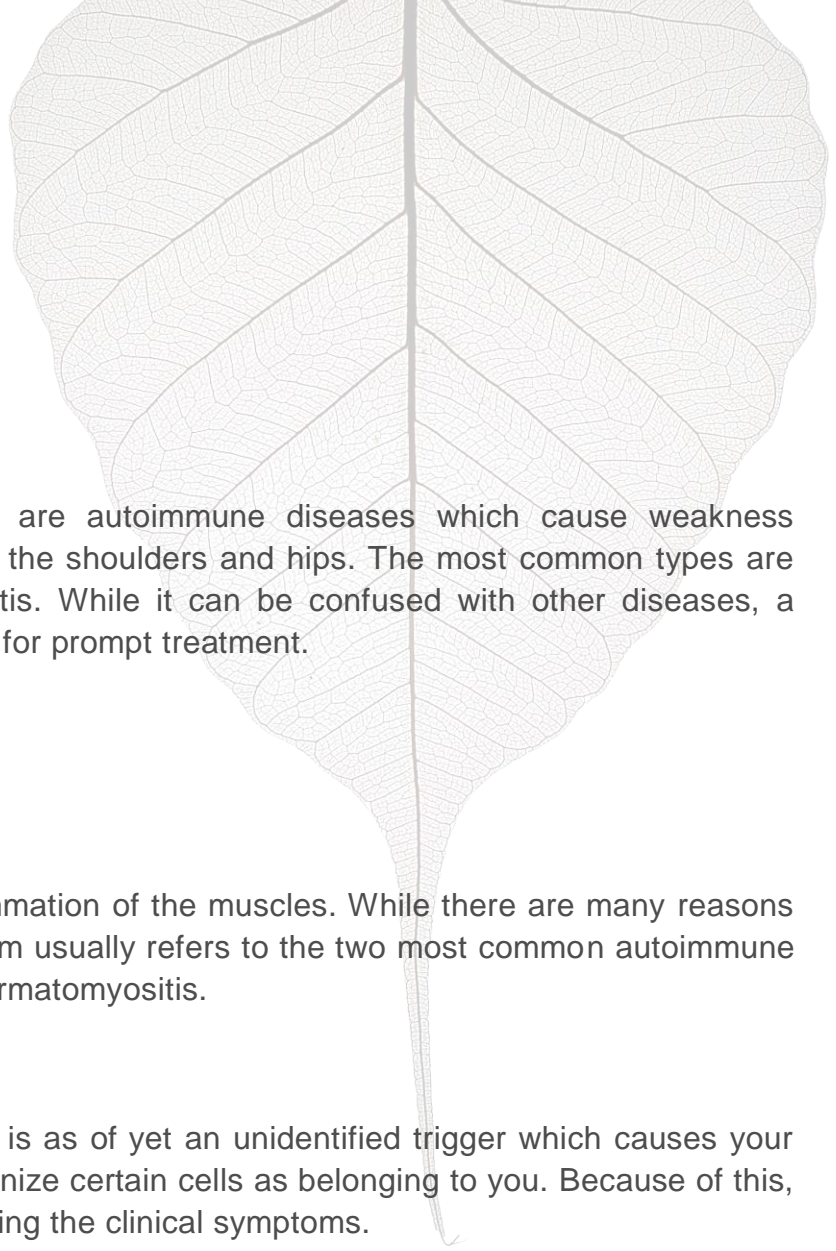 are autoimmune diseases which cause weakness
the shoulders and hips. The most common types are
tis. While it can be confused with other diseases, a
for prompt treatment.
mmation of the muscles. While there are many reasons
m usually refers to the two most common autoimmune
rmatomyositis.
is as of yet an unidentified trigger which causes your
nize certain cells as belonging to you. Because of this,
ing the clinical symptoms.